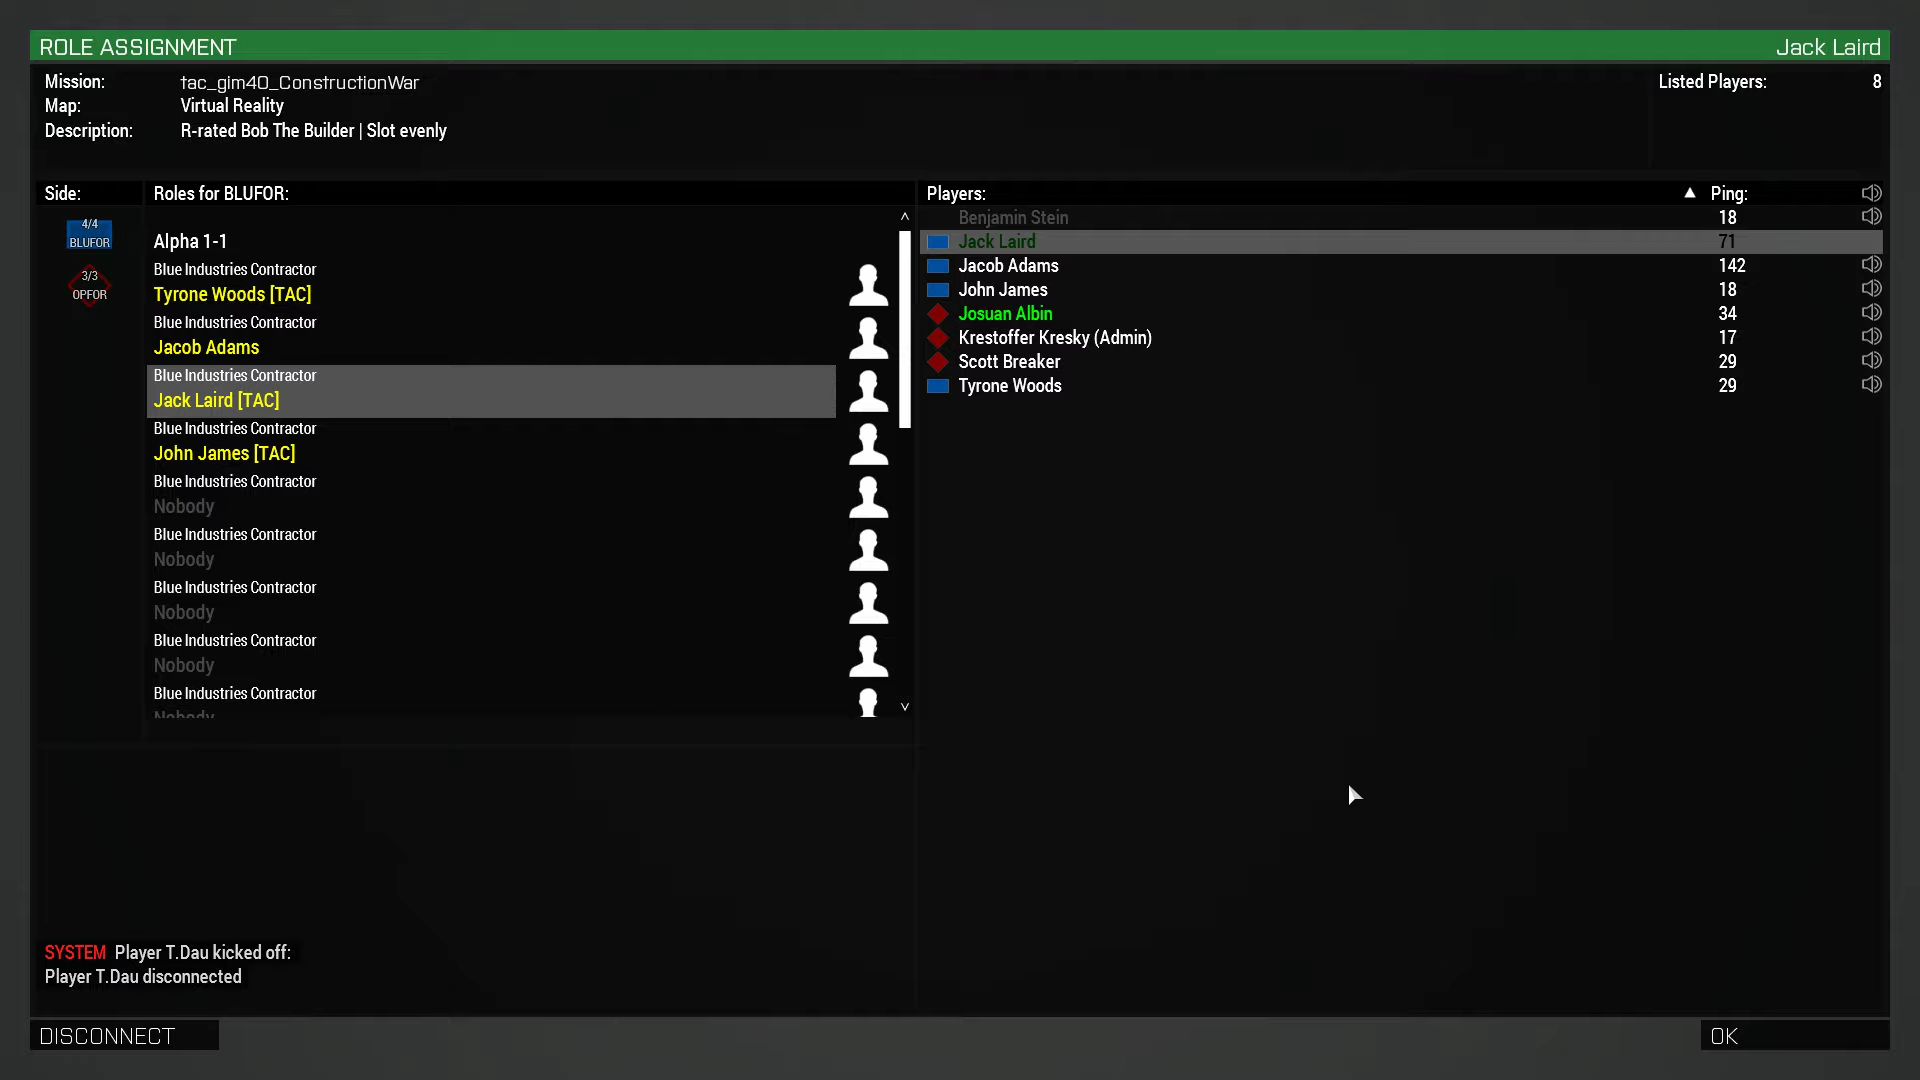 ROLE ASSIGNMENT
Jack Laird
Mission: tac_gim40_ConstructionWar
Listed Players: 8
Map: Virtual Reality
Description: R-rated Bob The Builder | Slot evenly
Side:
4/4
BLUFOR
3/3
OPFOR
Roles for BLUFOR:
Alpha 1-1
Blue Industries Contractor
Tyrone Woods [TAC]
Blue Industries Contractor
Jacob Adams
Blue Industries Contractor
Jack Laird [TAC]
Blue Industries Contractor
John James [TAC]
Blue Industries Contractor
Nobody
Blue Industries Contractor
Nobody
Blue Industries Contractor
Nobody
Blue Industries Contractor
Nobody
Blue Industries Contractor
Nobody
Players: Ping:
Benjamin Stein 18
Jack Laird 71
Jacob Adams 142
John James 18
Josuan Albin 34
Krestoffer Kresky (Admin) 17
Scott Breaker 29
Tyrone Woods 29
SYSTEM Player T.Dau kicked off:
Player T.Dau disconnected
DISCONNECT
OK